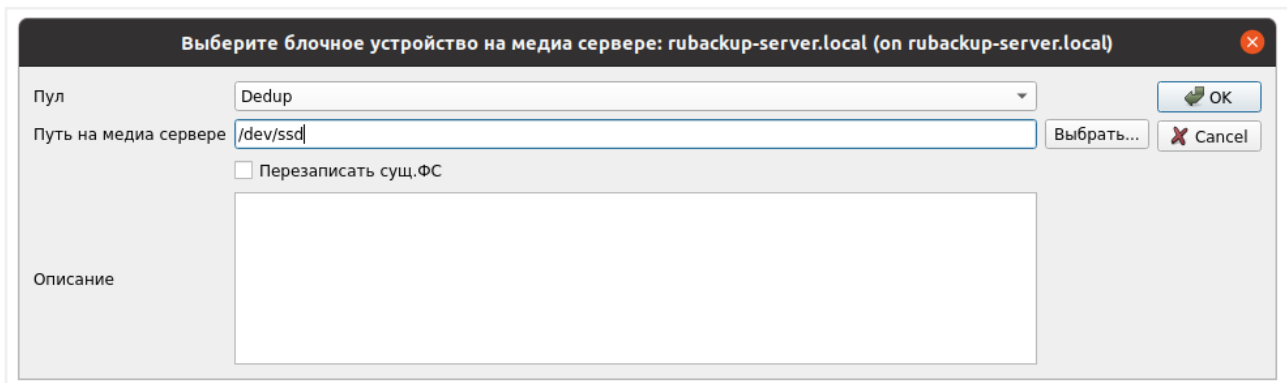 Выберите блочное устройство на медиа сервере: rubackup-server.local (on rubackup-server.local)
Пул Dedup OK
Путь на медиа сервере /dev/ssd Выбрать... Cancel
Перезаписать сущ.ФС
Описание